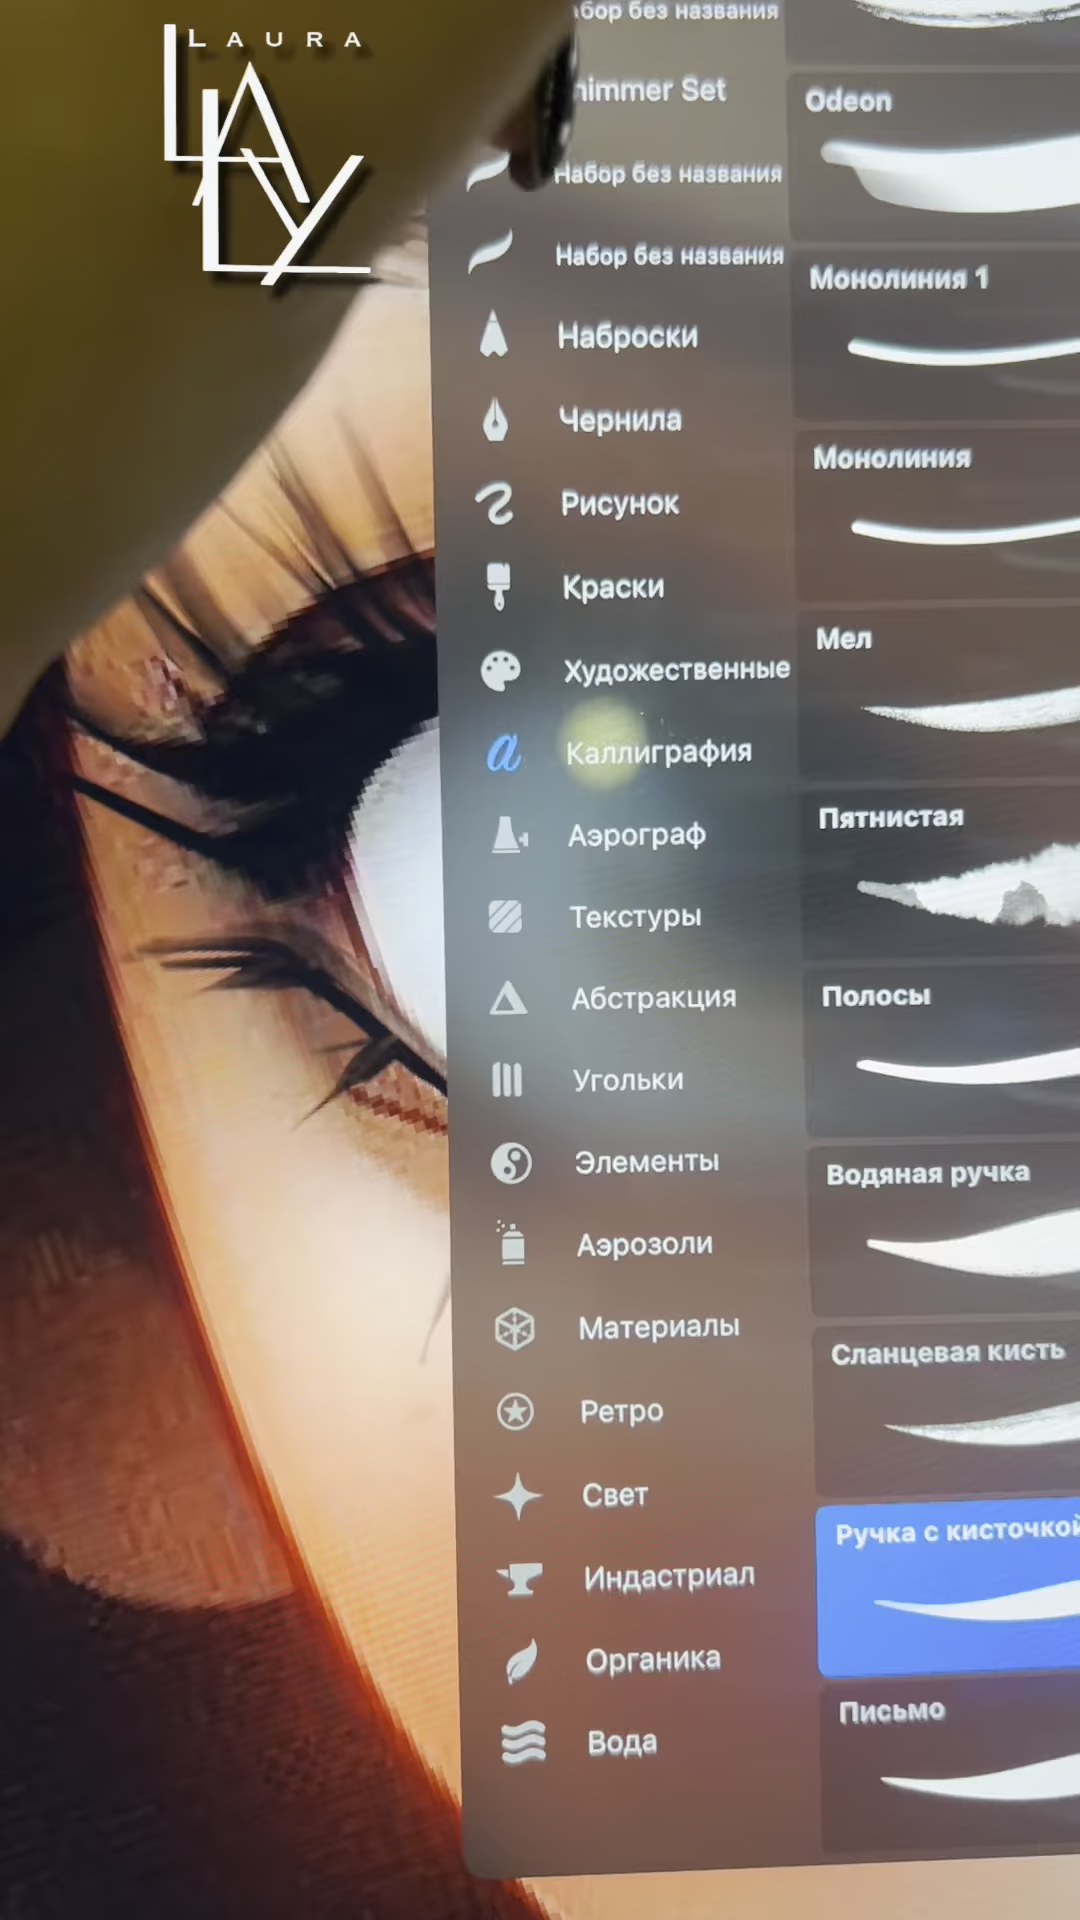 LAURA
LALY
бор без названия
himmer Set
Набор без названия
Набор без названия
Наброски
Чернила
Рисунок
Краски
Художественные
Каллиграфия
Аэрограф
Текстуры
Абстракция
Угольки
Элементы
Аэрозоли
Материалы
Ретро
Свет
Индастриал
Органика
Вода
Odeon
Монолиния 1
Монолиния
Мел
Пятнистая
Полосы
Водяная ручка
Сланцевая кисть
Ручка с кисточкой
Письмо